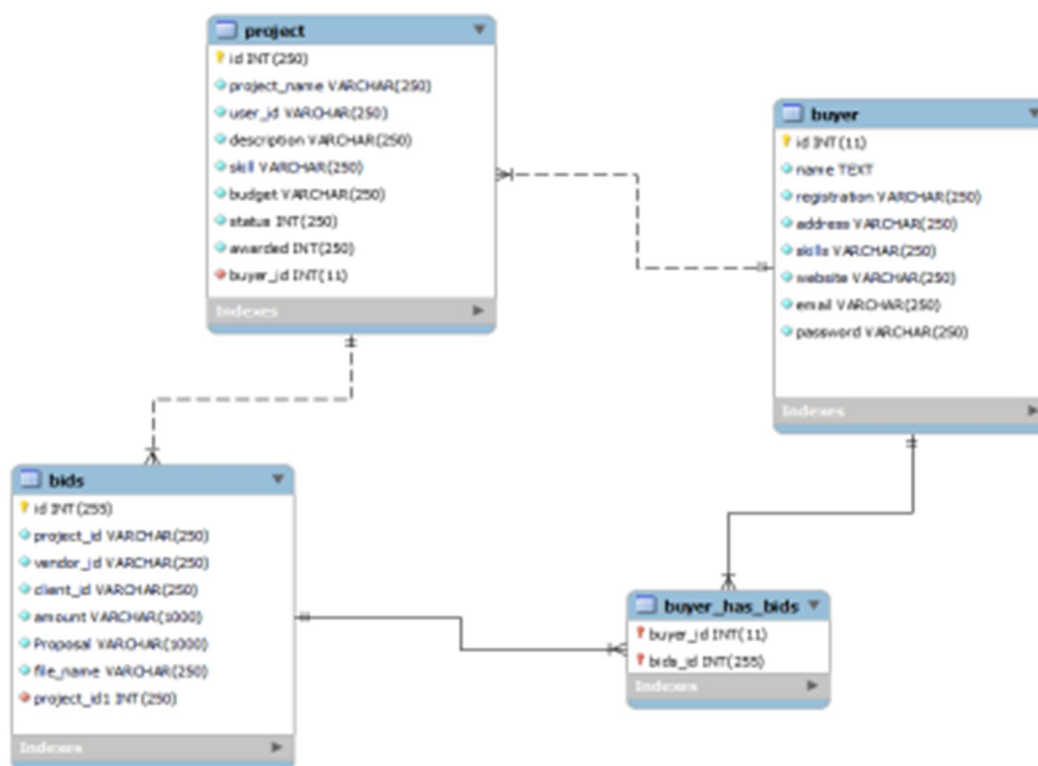 project
id INT(250)
project_name VARCHAR(250)
user_id VARCHAR(250)
description VARCHAR(250)
skill VARCHAR(250)
budget VARCHAR(250)
status INT(250)
awarded INT(250)
buyer_id INT(11)
Indexes
buyer
id INT(11)
name TEXT
registration VARCHAR(250)
address VARCHAR(250)
skills VARCHAR(250)
website VARCHAR(250)
email VARCHAR(250)
password VARCHAR(250)
Indexes
bids
id INT(255)
project_id VARCHAR(250)
vendor_id VARCHAR(250)
client_id VARCHAR(250)
amount VARCHAR(1000)
Proposal VARCHAR(1000)
file_name VARCHAR(250)
project_id1 INT(250)
Indexes
buyer_has_bids
buyer_id INT(11)
bids_id INT(255)
Indexes